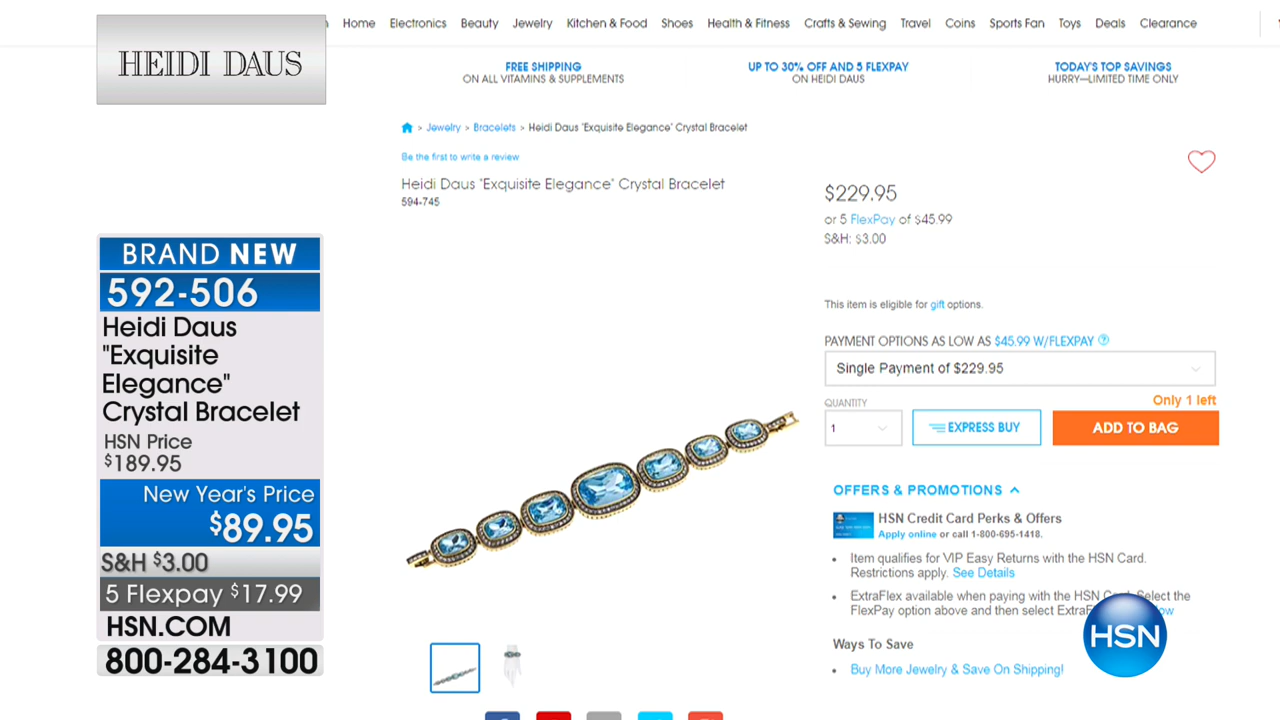 HEIDI DAUS
Home Electronics Beauty Jewelry Kitchen & Food Shoes Health & Fitness Crafts & Sewing Travel Coins Sports Fan Toys Deals Clearance
FREE SHIPPING
ON ALL VITAMINS & SUPPLEMENTS
UP TO 30% OFF AND 5 FLEXPAY
ON HEIDI DAUS
TODAY'S TOP SAVINGS
HURRY—LIMITED TIME ONLY
> Jewelry > Bracelets > Heidi Daus "Exquisite Elegance" Crystal Bracelet
Be the first to write a review
Heidi Daus "Exquisite Elegance" Crystal Bracelet
594-745
$229.95
or 5 FlexPay of $45.99
S&H: $3.00
This item is eligible for gift options.
PAYMENT OPTIONS AS LOW AS $45.99 W/FLEXPAY ?
Single Payment of $229.95
Only 1 left
QUANTITY
1
EXPRESS BUY
ADD TO BAG
OFFERS & PROMOTIONS
HSN Credit Card Perks & Offers
Apply online or call 1-800-695-1418.
• Item qualifies for VIP Easy Returns with the HSN Card.
Restrictions apply. See Details
• ExtraFlex available when paying with the HSN Select the
FlexPay option above and then select
Ways To Save
• Buy More Jewelry & Save On Shipping!
HSN
BRAND NEW
592-506
Heidi Daus
"Exquisite
Elegance"
Crystal Bracelet
HSN Price
$189.95
New Year's Price
$89.95
S&H $3.00
5 Flexpay $17.99
HSN.COM
800-284-3100